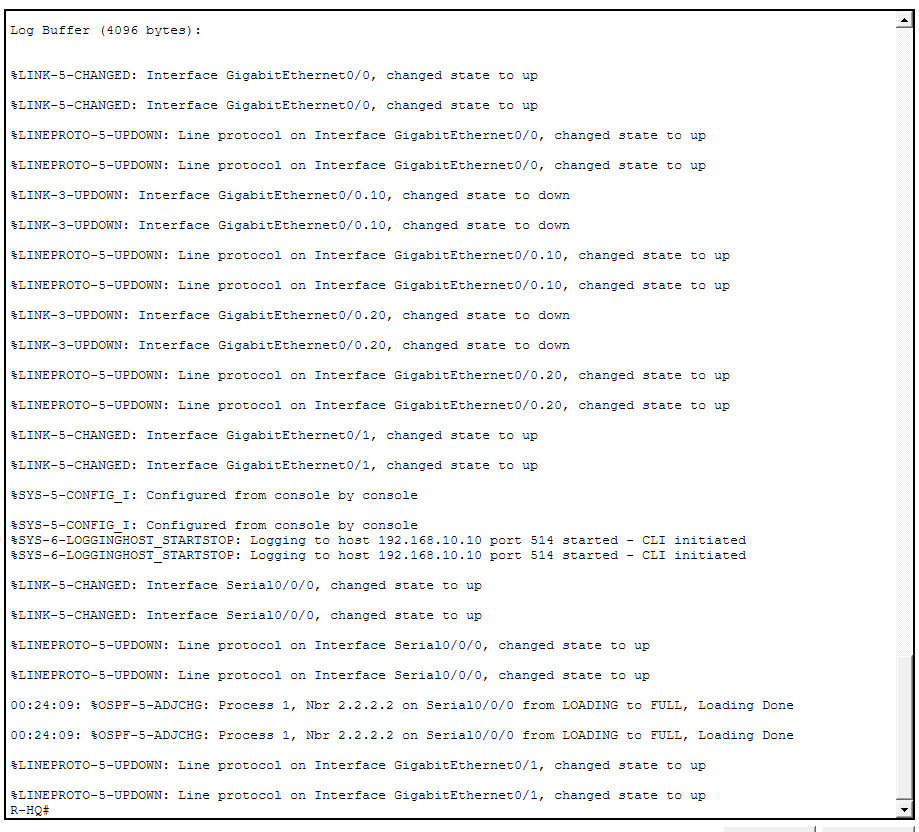 Log Buffer (4096 bytes):
%LINK-5-CHANGED: Interface GigabitEthernet0/0, changed state to up
%LINK-5-CHANGED: Interface GigabitEthernet0/0, changed state to up
%LINEPROTO-5-UPDOWN: Line protocol on Interface GigabitEthernet0/0, changed state to up
%LINEPROTO-5-UPDOWN: Line protocol on Interface GigabitEthernet0/0, changed state to up
%LINK-3-UPDOWN: Interface GigabitEthernet0/0.10, changed state to down
%LINK-3-UPDOWN: Interface GigabitEthernet0/0.10, changed state to down
%LINEPROTO-5-UPDOWN: Line protocol on Interface GigabitEthernet0/0.10, changed state to up
%LINEPROTO-5-UPDOWN: Line protocol on Interface GigabitEthernet0/0.10, changed state to up
%LINK-3-UPDOWN: Interface GigabitEthernet0/0.20, changed state to down
%LINK-3-UPDOWN: Interface GigabitEthernet0/0.20, changed state to down
%LINEPROTO-5-UPDOWN: Line protocol on Interface GigabitEthernet0/0.20, changed state to up
%LINEPROTO-5-UPDOWN: Line protocol on Interface GigabitEthernet0/0.20, changed state to up
%LINK-5-CHANGED: Interface GigabitEthernet0/1, changed state to up
%LINK-5-CHANGED: Interface GigabitEthernet0/1, changed state to up
%SYS-5-CONFIG_I: Configured from console by console
%SYS-5-CONFIG_I: Configured from console by console
%SYS-6-LOGGINGHOST_STARTSTOP: Logging to host 192.168.10.10 port 514 started - CLI initiated
%SYS-6-LOGGINGHOST_STARTSTOP: Logging to host 192.168.10.10 port 514 started - CLI initiated
%LINK-5-CHANGED: Interface Serial0/0/0, changed state to up
%LINK-5-CHANGED: Interface Serial0/0/0, changed state to up
%LINEPROTO-5-UPDOWN: Line protocol on Interface Serial0/0/0, changed state to up
%LINEPROTO-5-UPDOWN: Line protocol on Interface Serial0/0/0, changed state to up
00:24:09: %OSPF-5-ADJCHG: Process 1, Nbr 2.2.2.2 on Serial0/0/0 from LOADING to FULL, Loading Done
00:24:09: %OSPF-5-ADJCHG: Process 1, Nbr 2.2.2.2 on Serial0/0/0 from LOADING to FULL, Loading Done
%LINEPROTO-5-UPDOWN: Line protocol on Interface GigabitEthernet0/1, changed state to up
%LINEPROTO-5-UPDOWN: Line protocol on Interface GigabitEthernet0/1, changed state to up
R-HQ#